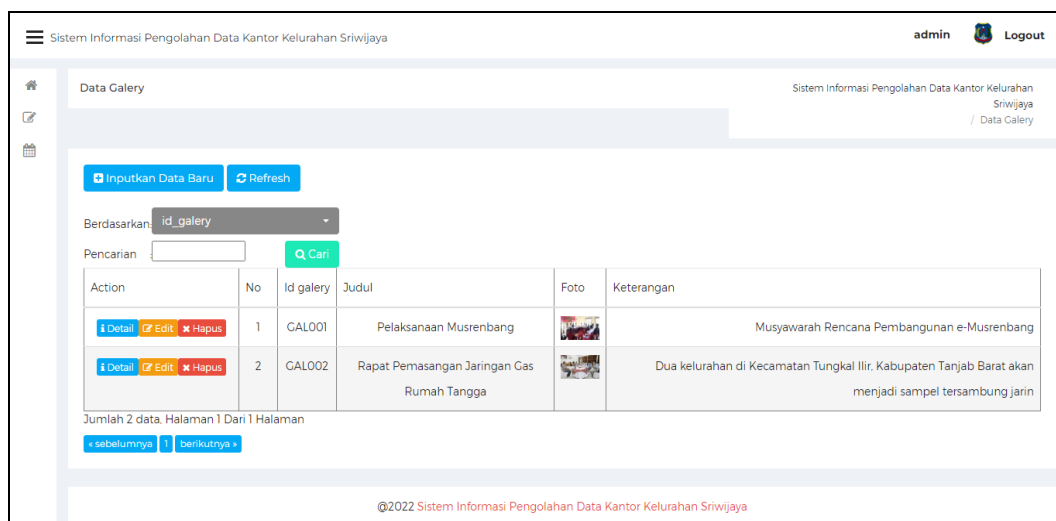 Sistem Informasi Pengolahan Data Kantor Kelurahan Sriwijaya
admin
Logout
Data Galery
Sistem Informasi Pengolahan Data Kantor Kelurahan
Sriwijaya
/ Data Galery
Inputkan Data Baru
Refresh
Berdasarkan:
id_galery
Pencarian :
Cari
Action No Id galery Judul Foto Keterangan
Detail Edit Hapus 1 GAL001 Pelaksanaan Musrenbang Musyawarah Rencana Pembangunan e-Musrenbang
Detail Edit Hapus 2 GAL002 Rapat Pemasangan Jaringan Gas Dua kelurahan di Kecamatan Tungkal Ilir, Kabupaten Tanjab Barat akan
Rumah Tangga menjadi sampel tersambung jarin
Jumlah 2 data, Halaman 1 Dari 1 Halaman
« sebelumnya 1 berikutnya »
@2022 Sistem Informasi Pengolahan Data Kantor Kelurahan Sriwijaya